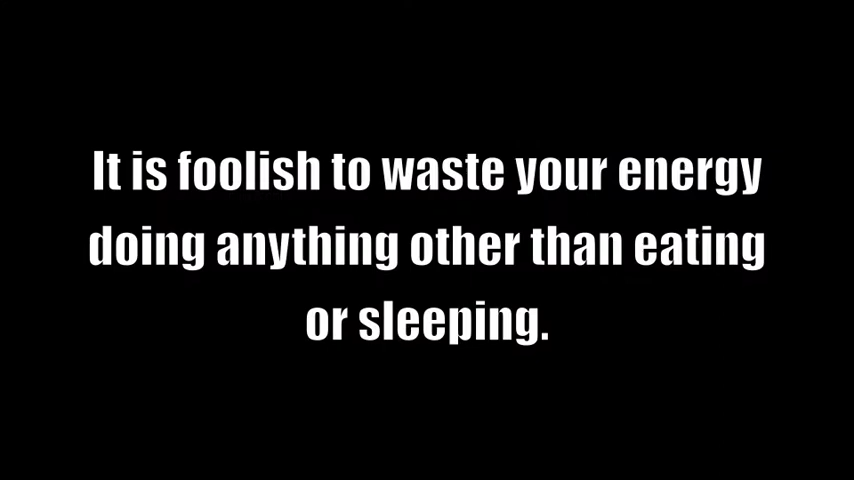 It is foolish to waste your energy
doing anything other than eating
or sleeping.